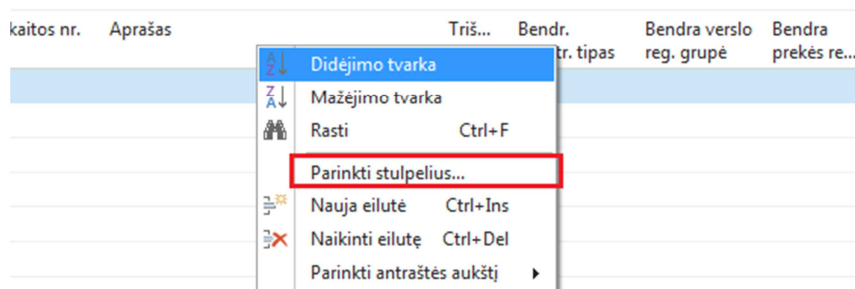 kaitos nr. Aprašas Triš... Bendr. Bendra verslo Bendra
tr. tipas reg. grupė prekės re...
Didėjimo tvarka
Mažėjimo tvarka
Rasti Ctrl+F
Parinkti stulpelius...
Nauja eilutė Ctrl+Ins
Naikinti eilutę Ctrl+Del
Parinkti antraštės aukštį